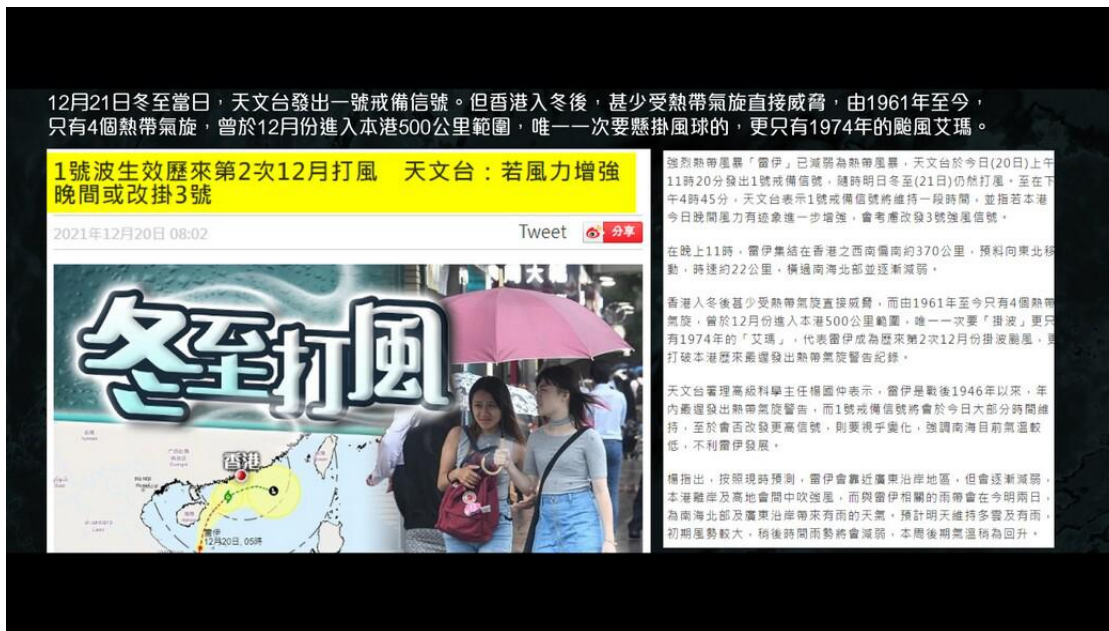 12月21日冬至當日，天文台發出一號戒備信號。但香港入冬後，甚少受熱帶氣旋直接威脅，由1961年至今，
只有4個熱帶氣旋，曾於12月份進入本港500公里範圍，唯一一次要懸掛風球的，更只有1974年的颱風艾瑪。
1號波生效歷來第2次12月打風　天文台：若風力增強
晚間或改掛3號
2021年12月20日 08:02
Tweet
分享
冬至打風
香港
雷伊
12月20日, 05時
強烈熱帶風暴「雷伊」已減弱為熱帶風暴，天文台於今日(20日)上午
11時20分發出1號戒備信號，隨時明日冬至(21日)仍然打風。至在下
午4時45分，天文台表示1號戒備信號將維持一段時間，並指若本港
今日晚間風力有迹象進一步增強，會考慮改發3號強風信號。
在晚上11時，雷伊集結在香港之西南偏南約370公里，預料向東北移
動，時速約22公里，橫過南海北部並逐漸減弱。
香港入冬後甚少受熱帶氣旋直接威脅，而由1961年至今只有4個熱帶
氣旋，曾於12月份進入本港500公里範圍，唯一一次要「掛波」更只
有1974年的「艾瑪」，代表雷伊成為歷來第2次12月份掛波颱風，更
打破本港歷來最遲發出熱帶氣旋警告紀錄。
天文台署理高級科學主任楊國仲表示，雷伊是戰後1946年以來，年
內最遲發出熱帶氣旋警告，而1號戒備信號將會於今日大部分時間維
持，至於會否改發更高信號，則要視乎變化，強調南海目前氣溫較
低，不利雷伊發展。
楊指出，按照現時預測，雷伊會靠近廣東沿岸地區，但會逐漸減弱，
本港離岸及高地會間中吹強風，而與雷伊相關的雨帶會在今明兩日，
為南海北部及廣東沿岸帶來有雨的天氣。預計明天維持多雲及有雨，
初期風勢較大，稍後時間雨勢將會減弱，本周後期氣溫稍為回升。